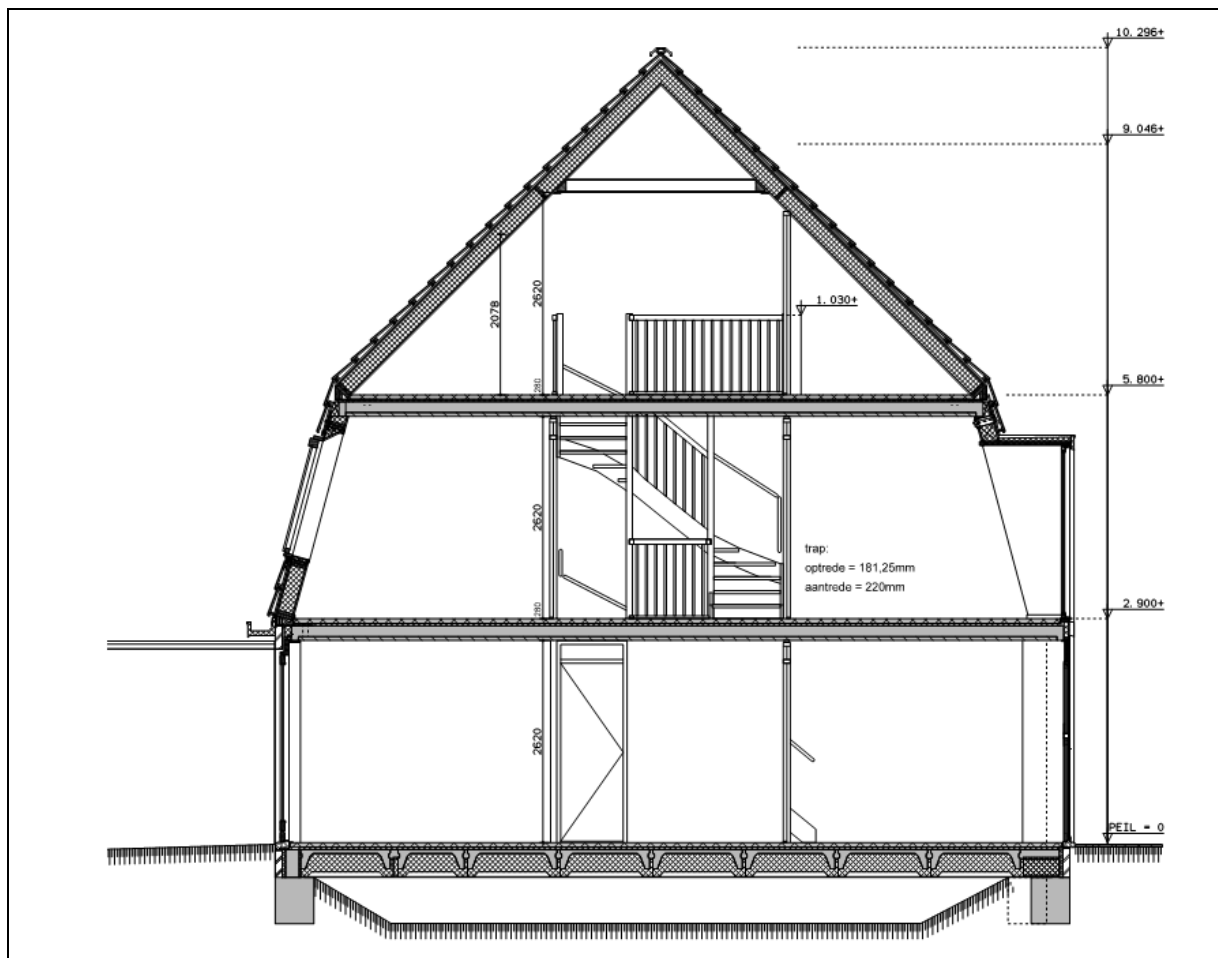 10.296+
9.046+
2620
2078
1.030+
280
5.800+
2620
trap:
optrede = 181,25mm
aantrede = 220mm
280
2.900+
2620
PEIL = 0